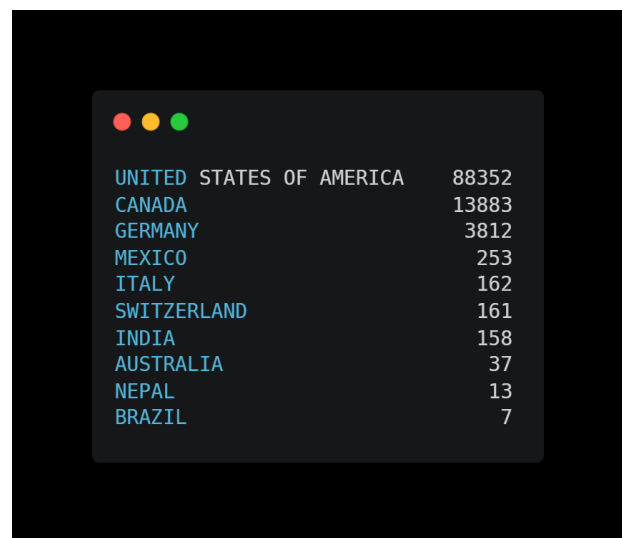 UNITED STATES OF AMERICA 88352
CANADA 13883
GERMANY 3812
MEXICO 253
ITALY 162
SWITZERLAND 161
INDIA 158
AUSTRALIA 37
NEPAL 13
BRAZIL 7